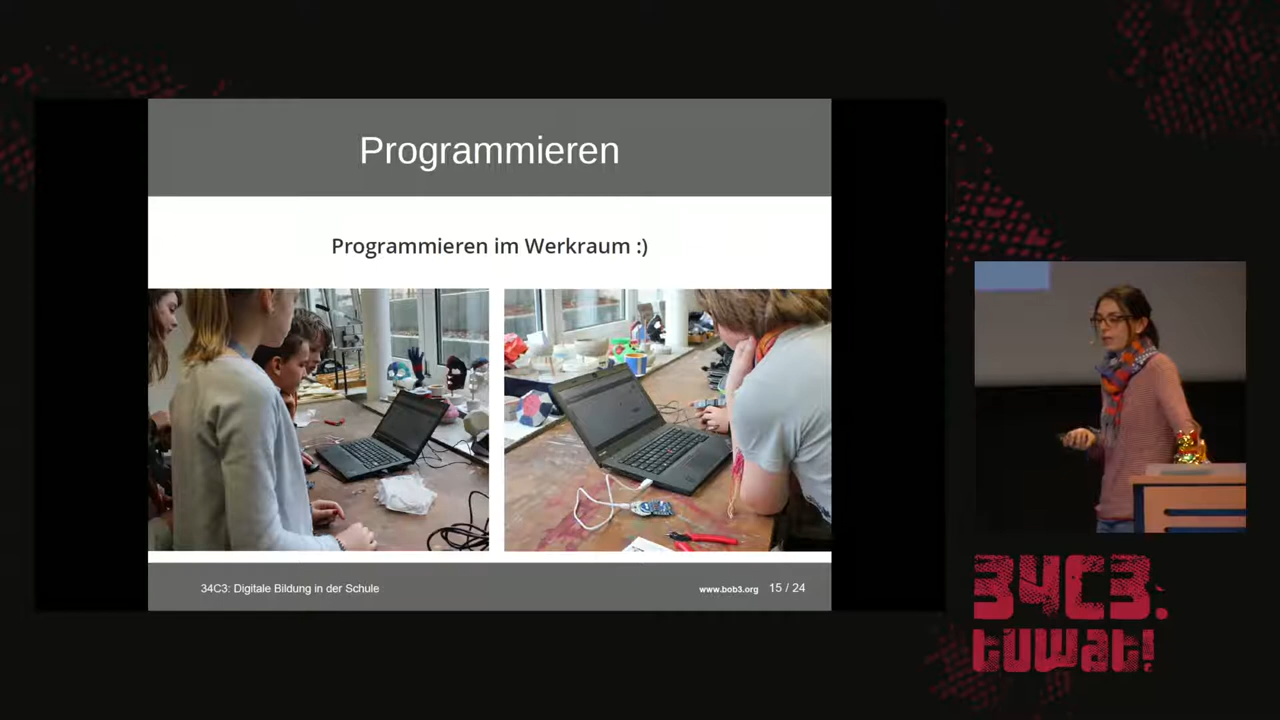 Programmieren
Programmieren im Werkraum :)
34C3: Digitale Bildung in der Schule
www.bob3.org 15 / 24
34C3.
tuwat!